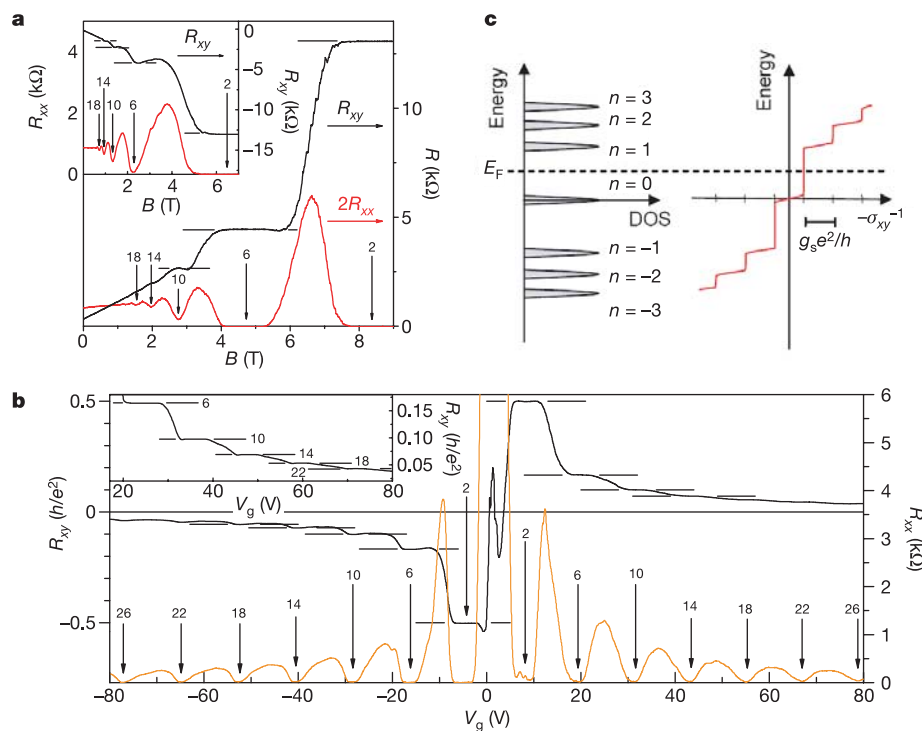 a
R_xy
0
−5
−10
−15
R_xy (kΩ)
4
2
0
R_xx (kΩ)
18
14
10
6
2
2
4
6
B (T)
R_xy
2R_xx
10
5
0
R (kΩ)
18
14
10
6
2
0
2
4
6
8
B (T)
c
Energy
n = 3
n = 2
n = 1
E_F
n = 0
DOS
n = −1
n = −2
n = −3
Energy
−σ_xy⁻¹
g_s e²/h
b
0.5
0
−0.5
R_xy (h/e²)
6
10
14
18
22
0.15
0.10
0.05
R_xy (h/e²)
20
40
60
80
V_g (V)
6
5
4
3
2
1
0
R_xx (kΩ)
26
22
18
14
10
6
2
2
6
10
14
18
22
26
−80
−60
−40
−20
0
20
40
60
80
V_g (V)